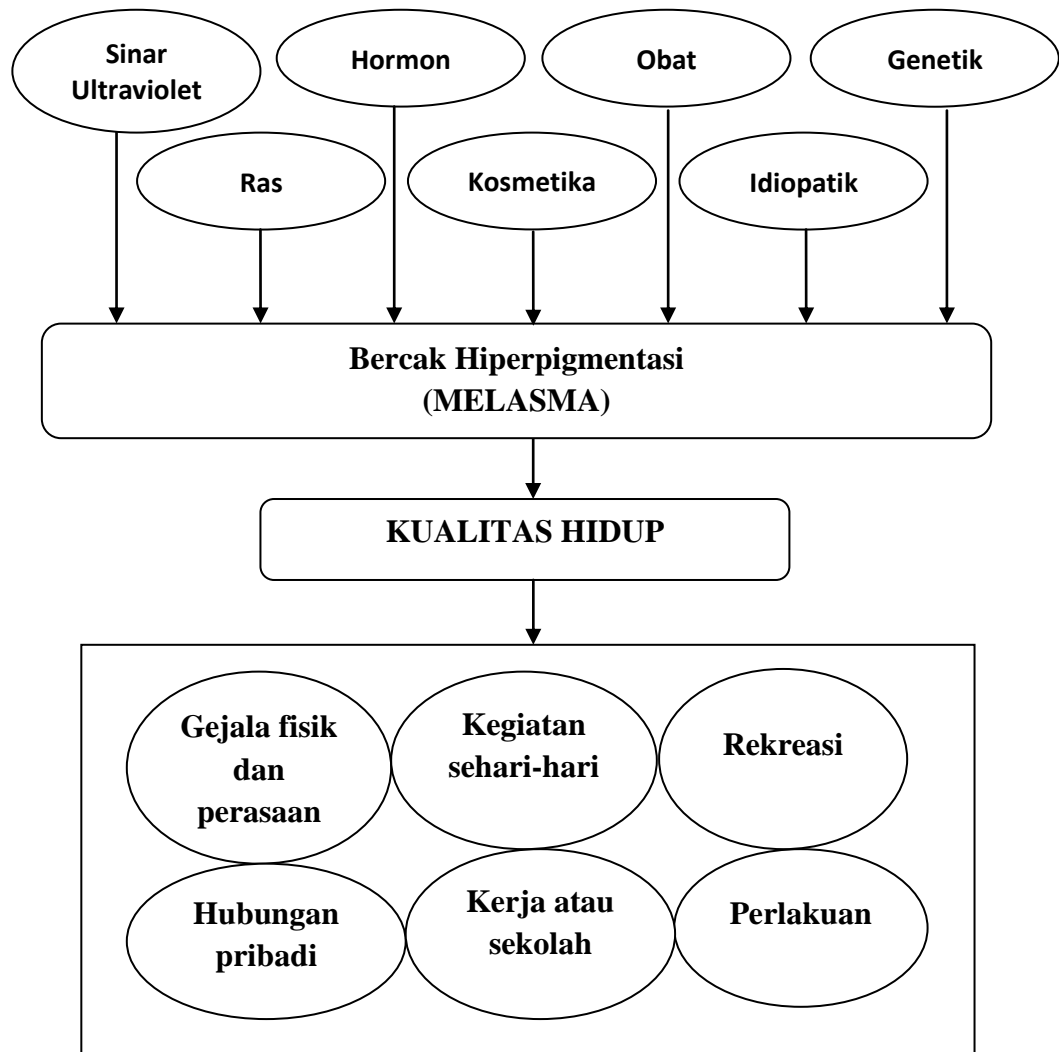 Sinar
Ultraviolet
Hormon
Obat
Genetik
Ras
Kosmetika
Idiopatik
Bercak Hiperpigmentasi
(MELASMA)
KUALITAS HIDUP
Gejala fisik
dan
perasaan
Kegiatan
sehari-hari
Rekreasi
Hubungan
pribadi
Kerja atau
sekolah
Perlakuan